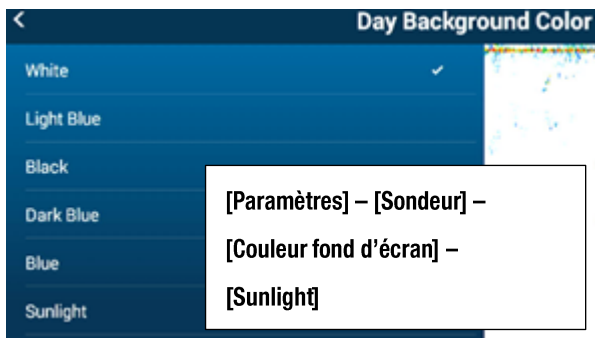 Day Background Color
White
Light Blue
Black
Dark Blue
Blue
Sunlight
[Paramètres] – [Sondeur] –
[Couleur fond d'écran] –
[Sunlight]